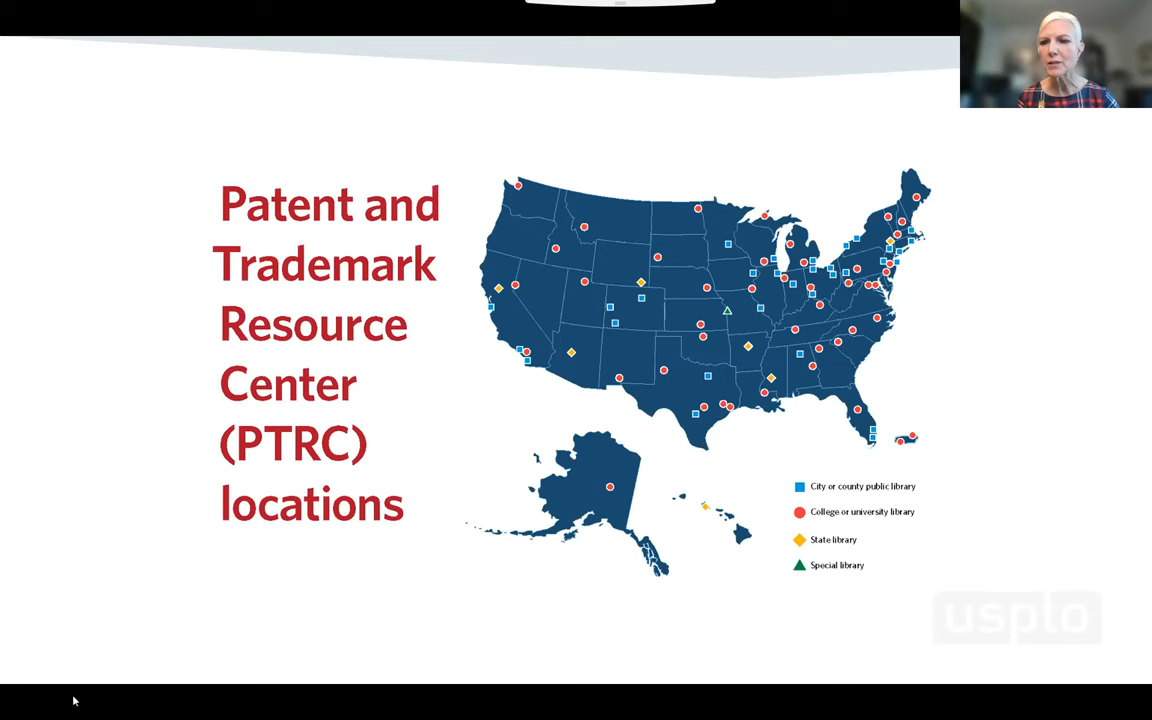 Patent and
Trademark
Resource
Center
(PTRC)
locations
City or county public library
College or university library
State library
Special library
uspto